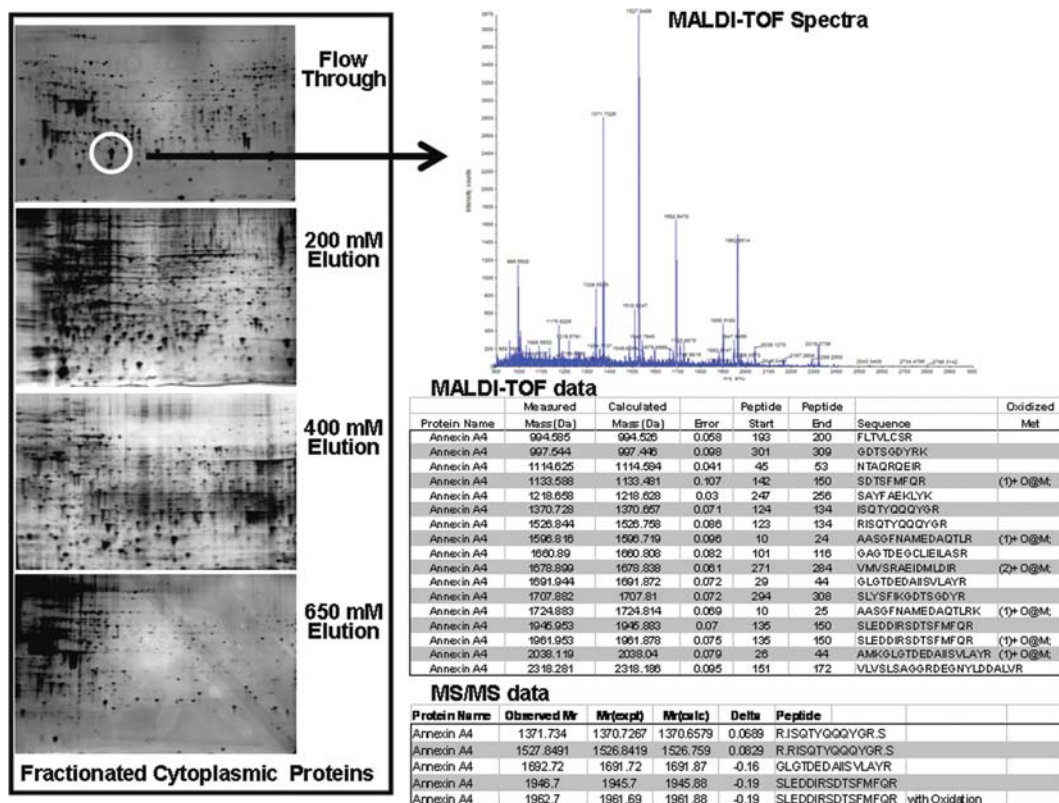 Flow
Through
200 mM
Elution
400 mM
Elution
650 mM
Elution
Fractionated Cytoplasmic Proteins
MALDI-TOF Spectra
Intensity, counts
MALDI-TOF data
Measured Calculated Peptide Peptide Oxidized
Protein Name Mass (Da) Mass (Da) Error Start End Sequence Met
Annexin A4 994.585 994.526 0.058 193 200 FLTVLCSR
Annexin A4 997.544 997.446 0.098 301 309 GDTSGDYRK
Annexin A4 1114.625 1114.584 0.041 45 53 NTAQRQEIR
Annexin A4 1133.588 1133.481 0.107 142 150 SDTSFMFQR (1)+ O@M;
Annexin A4 1218.658 1218.628 0.03 247 256 SAYFAEKLYK
Annexin A4 1370.728 1370.657 0.071 124 134 ISQTYQQQYGR
Annexin A4 1526.844 1526.758 0.086 123 134 RISQTYQQQYGR
Annexin A4 1596.816 1596.719 0.096 10 24 AASGFNAMEDAQTLR (1)+ O@M;
Annexin A4 1660.89 1660.808 0.082 101 116 GAGTDEGCLIEILASR
Annexin A4 1678.899 1678.838 0.061 271 284 VMVSRAEIDMLDIR (2)+ O@M;
Annexin A4 1691.944 1691.872 0.072 29 44 GLGTDEDAIISVLAYR
Annexin A4 1707.882 1707.81 0.072 294 308 SLYSFIKGDTSGDYR
Annexin A4 1724.883 1724.814 0.069 10 25 AASGFNAMEDAQTLRK (1)+ O@M;
Annexin A4 1945.953 1945.883 0.07 135 150 SLEDDIRSDTSFMFQR
Annexin A4 1961.953 1961.878 0.075 135 150 SLEDDIRSDTSFMFQR (1)+ O@M;
Annexin A4 2038.119 2038.04 0.079 26 44 AMKGLGTDEDAIISVLAYR (1)+ O@M;
Annexin A4 2318.281 2318.186 0.095 151 172 VLVSLSAGGRDEGNYLDDALVR
MS/MS data
Protein Name Observed Mr Mr(expt) Mr(calc) Delta Peptide
Annexin A4 1371.734 1370.7267 1370.6579 0.0689 R.ISQTYQQQYGR.S
Annexin A4 1527.8491 1526.8419 1526.759 0.0829 R.RISQTYQQQYGR.S
Annexin A4 1692.72 1691.72 1691.87 -0.16 GLGTDEDAIISVLAYR
Annexin A4 1946.7 1945.7 1945.88 -0.19 SLEDDIRSDTSFMFQR
Annexin A4 1962.7 1961.69 1961.88 -0.19 SLEDDIRSDTSFMFQR with Oxidation